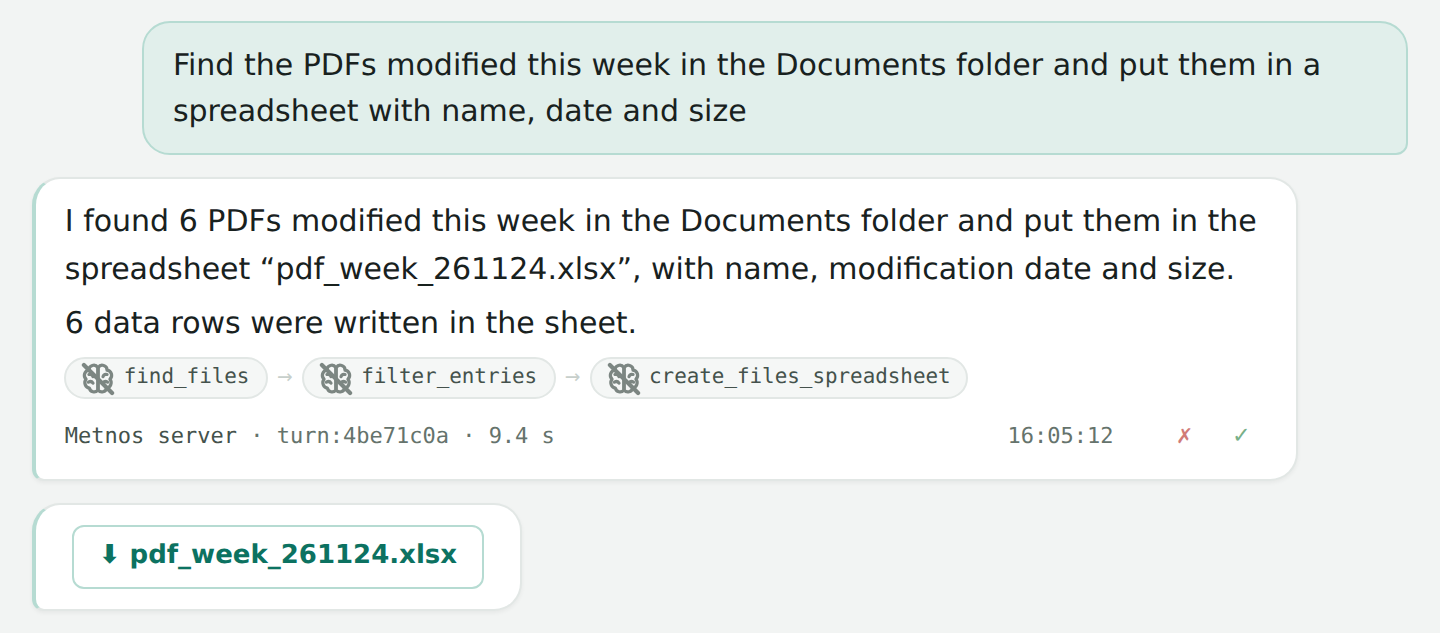 Find the PDFs modified this week in the Documents folder and put them in a
spreadsheet with name, date and size
I found 6 PDFs modified this week in the Documents folder and put them in the
spreadsheet “pdf_week_261124.xlsx”, with name, modification date and size.
6 data rows were written in the sheet.
find_files → filter_entries → create_files_spreadsheet
Metnos server · turn:4be71c0a · 9.4 s 16:05:12 ✗ ✓
⬇ pdf_week_261124.xlsx